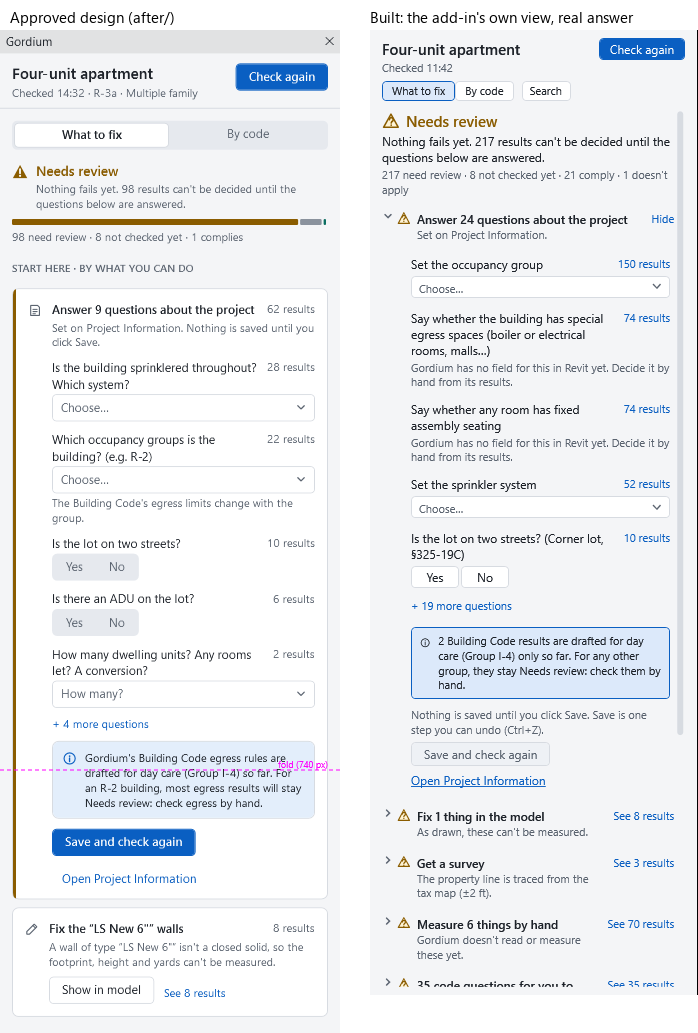 Approved design (after/)
Gordium
Four-unit apartment
Check again
Checked 14:32 · R-3a · Multiple family
What to fix
By code
Needs review
Nothing fails yet. 98 results can't be decided until the
questions below are answered.
98 need review · 8 not checked yet · 1 complies
START HERE · BY WHAT YOU CAN DO
Answer 9 questions about the project
62 results
Set on Project Information. Nothing is saved until you
click Save.
Is the building sprinklered throughout?
28 results
Which system?
Choose...
Which occupancy groups is the
22 results
building? (e.g. R-2)
Choose...
The Building Code's egress limits change with the
group.
Is the lot on two streets?
10 results
Yes
No
Is there an ADU on the lot?
6 results
Yes
No
How many dwelling units? Any rooms
2 results
let? A conversion?
How many?
+ 4 more questions
Gordium's Building Code egress rules are
fold (740 px)
drafted for day care (Group I-4) so far. For
an R-2 building, most egress results will stay
Needs review: check egress by hand.
Save and check again
Open Project Information
Fix the “LS New 6"” walls
8 results
A wall of type “LS New 6"” isn't a closed solid, so the
footprint, height and yards can't be measured.
Show in model
See 8 results
Built: the add-in's own view, real answer
Four-unit apartment
Check again
Checked 11:42
What to fix
By code
Search
Needs review
Nothing fails yet. 217 results can't be decided until the
questions below are answered.
217 need review · 8 not checked yet · 21 comply · 1 doesn't
apply
Answer 24 questions about the project
Hide
Set on Project Information.
Set the occupancy group
150 results
Choose...
Say whether the building has special
74 results
egress spaces (boiler or electrical
rooms, malls...)
Gordium has no field for this in Revit yet. Decide it by
hand from its results.
Say whether any room has fixed
74 results
assembly seating
Gordium has no field for this in Revit yet. Decide it by
hand from its results.
Set the sprinkler system
52 results
Choose...
Is the lot on two streets? (Corner lot,
10 results
§325-19C)
Yes
No
+ 19 more questions
2 Building Code results are drafted for day
care (Group I-4) only so far. For any other
group, they stay Needs review: check them by
hand.
Nothing is saved until you click Save. Save is one
step you can undo (Ctrl+Z).
Save and check again
Open Project Information
Fix 1 thing in the model
See 8 results
As drawn, these can't be measured.
Get a survey
See 3 results
The property line is traced from the
tax map (±2 ft).
Measure 6 things by hand
See 70 results
Gordium doesn't read or measure
these yet.
35 code questions for you to
See 35 results